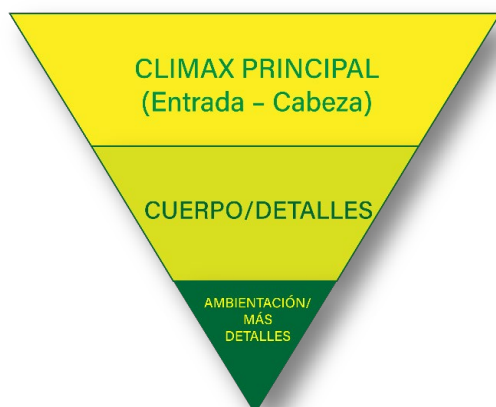 CLIMAX PRINCIPAL
(Entrada – Cabeza)
CUERPO/DETALLES
AMBIENTACIÓN/
MÁS
DETALLES